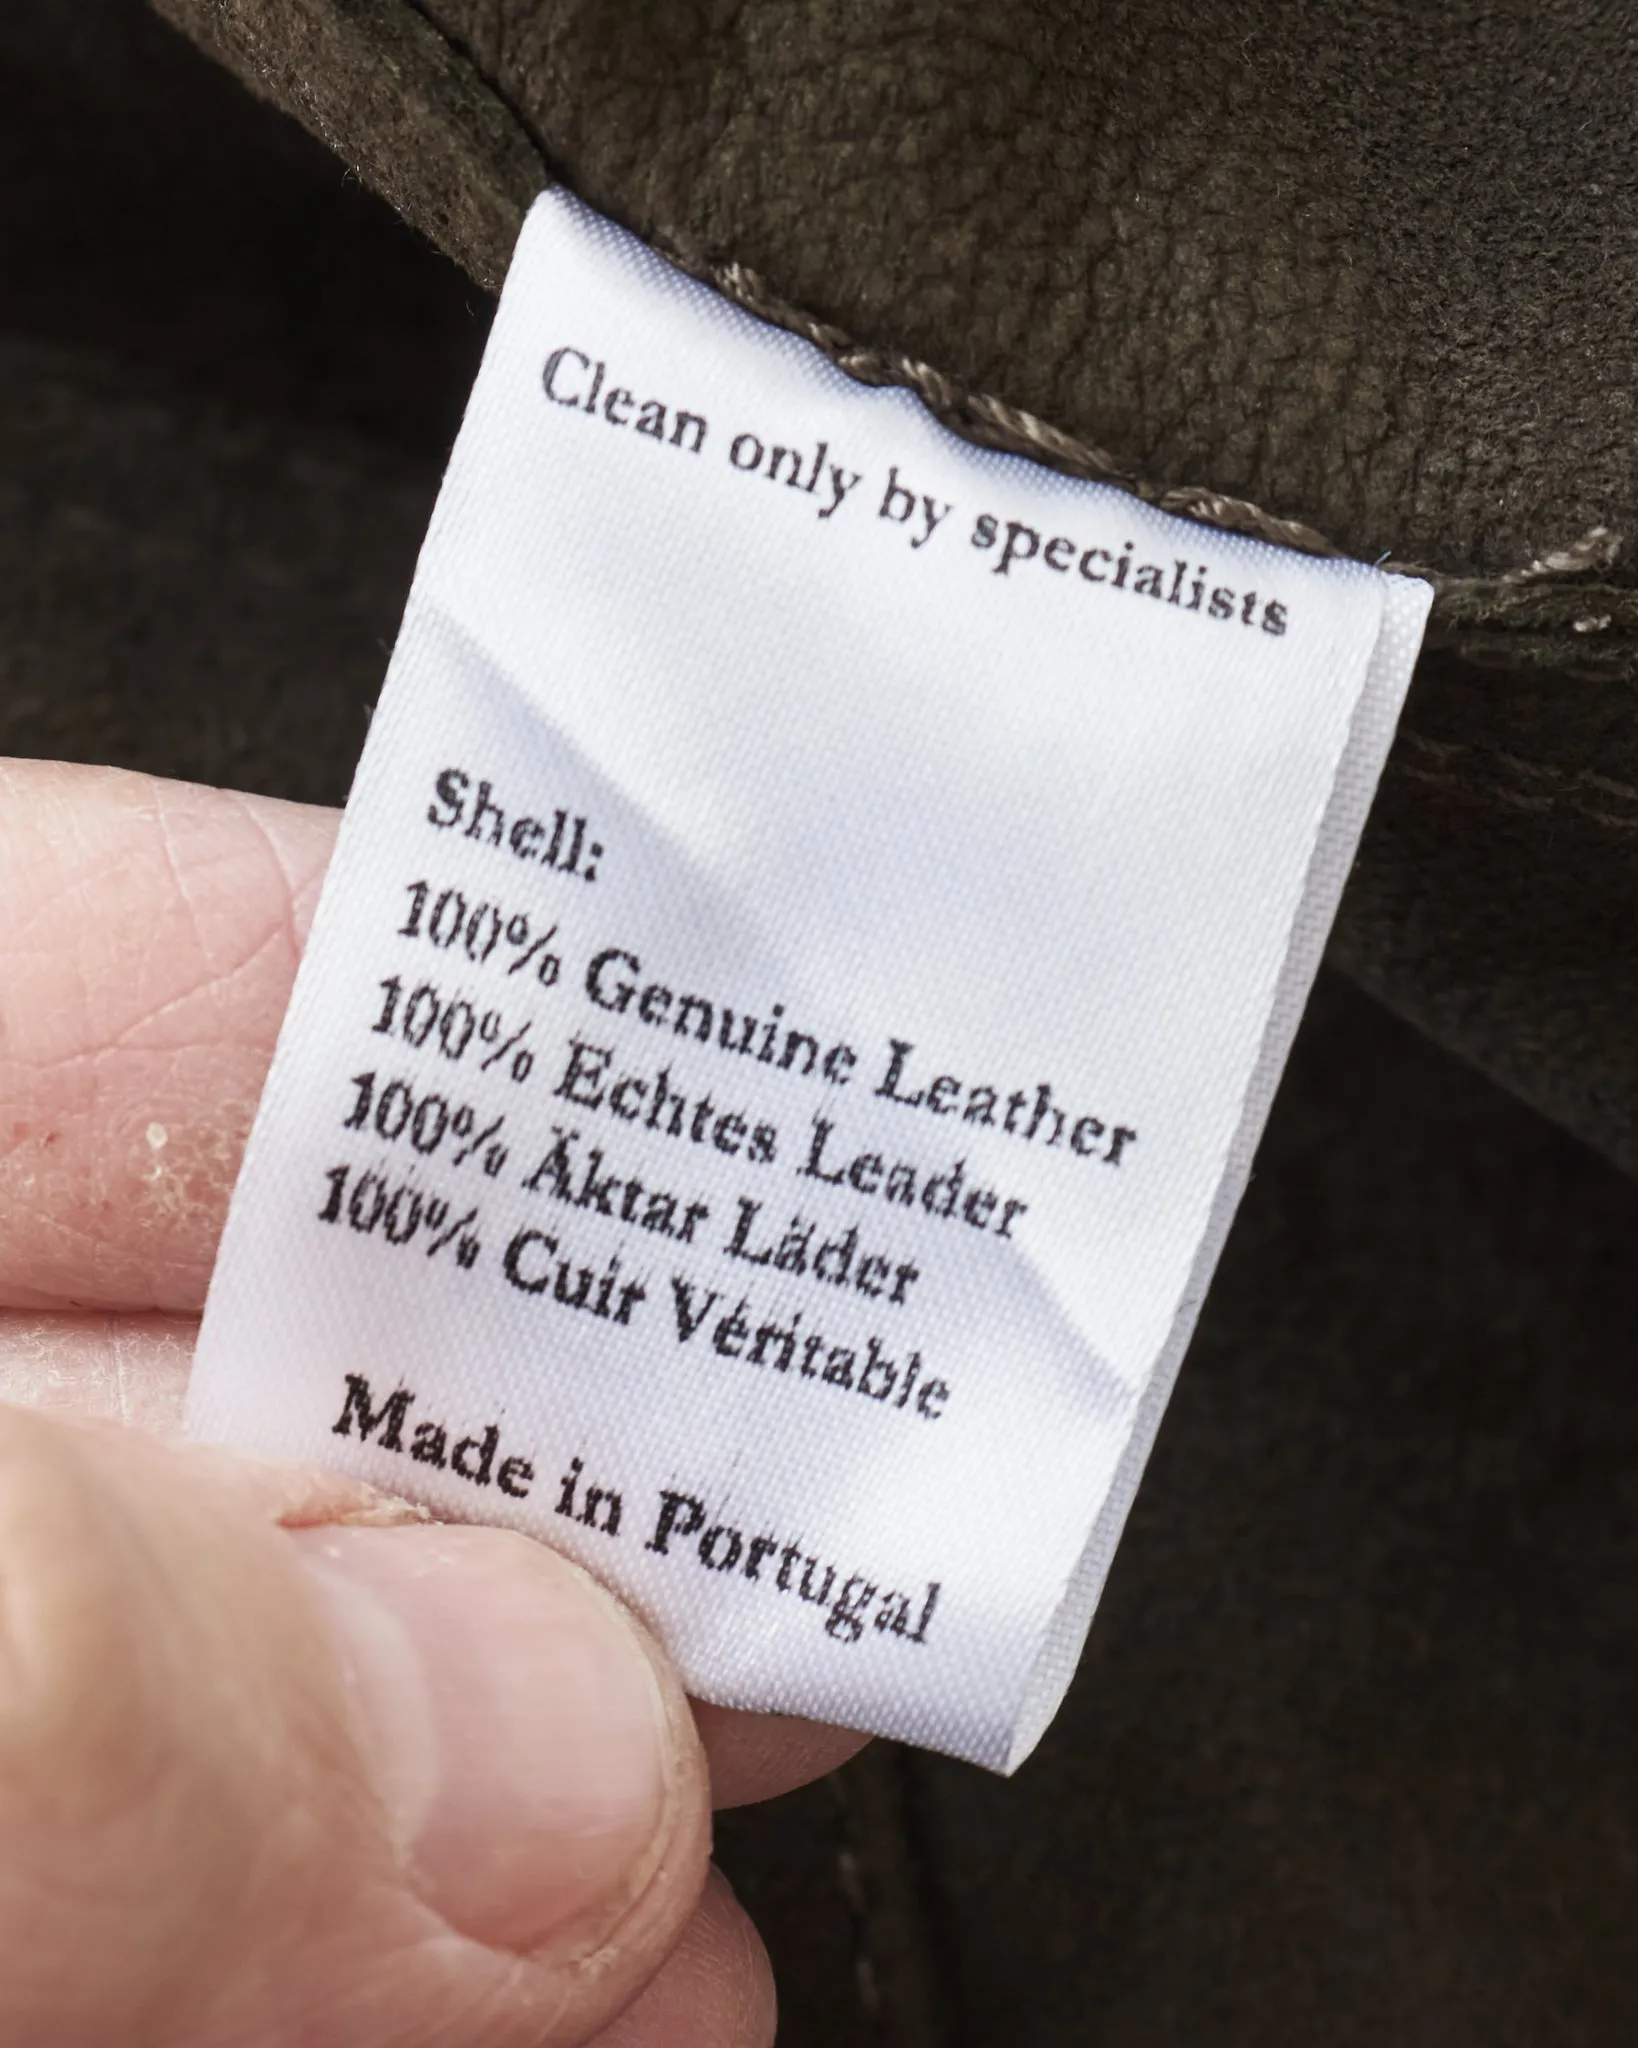 Clean only by specialists
Shell:
100% Genuine Leather
100% Echtes Leader
100% Äktar Läder
100% Cuir Véritable
Made in Portugal